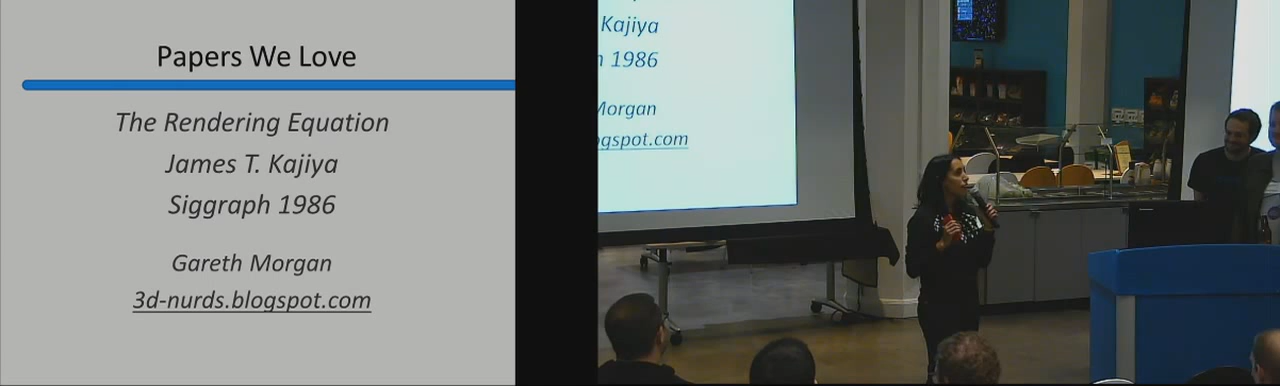 Papers We Love
The Rendering Equation
James T. Kajiya
Siggraph 1986
Gareth Morgan
3d-nurds.blogspot.com
Kajiya
1986
Morgan
ogspot.com